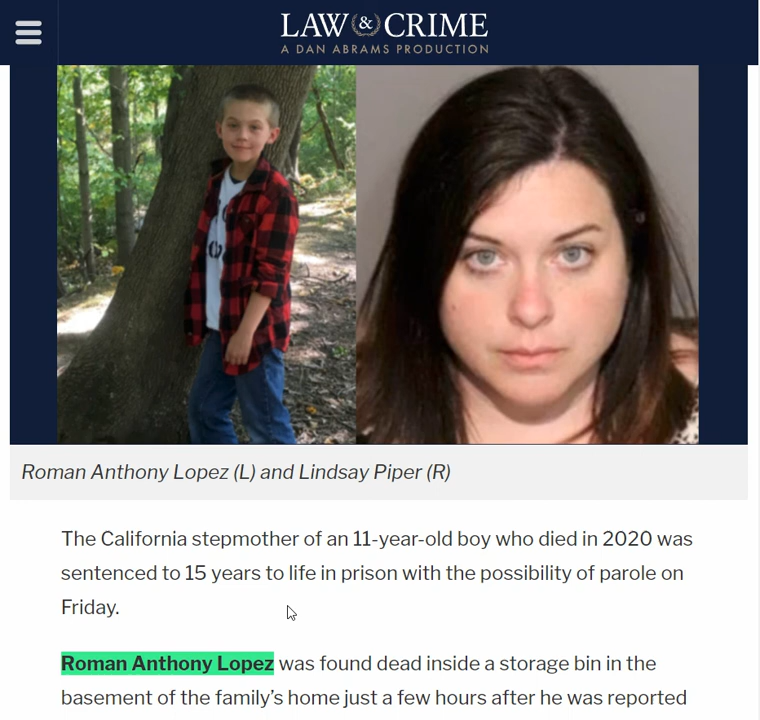 LAW & CRIME
A DAN ABRAMS PRODUCTION
Roman Anthony Lopez (L) and Lindsay Piper (R)
The California stepmother of an 11-year-old boy who died in 2020 was
sentenced to 15 years to life in prison with the possibility of parole on
Friday.
Roman Anthony Lopez was found dead inside a storage bin in the
basement of the family’s home just a few hours after he was reported